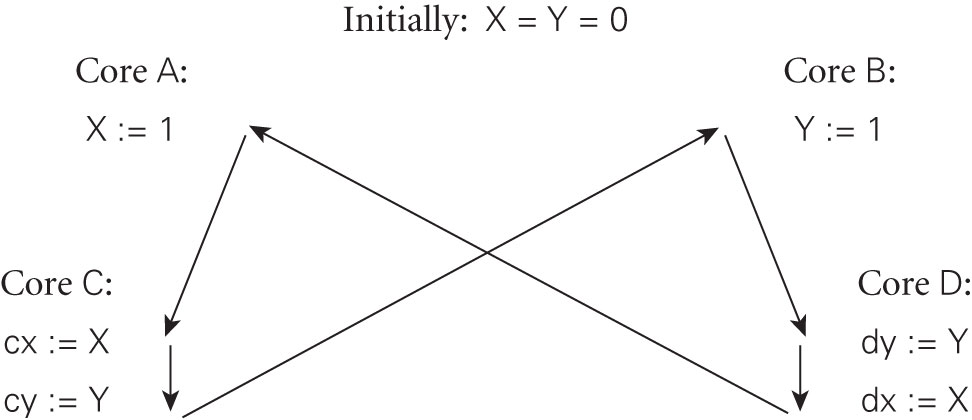 Initially: X = Y = 0
Core A:
X := 1
Core B:
Y := 1
Core C:
cx := X
cy := Y
Core D:
dy := Y
dx := X